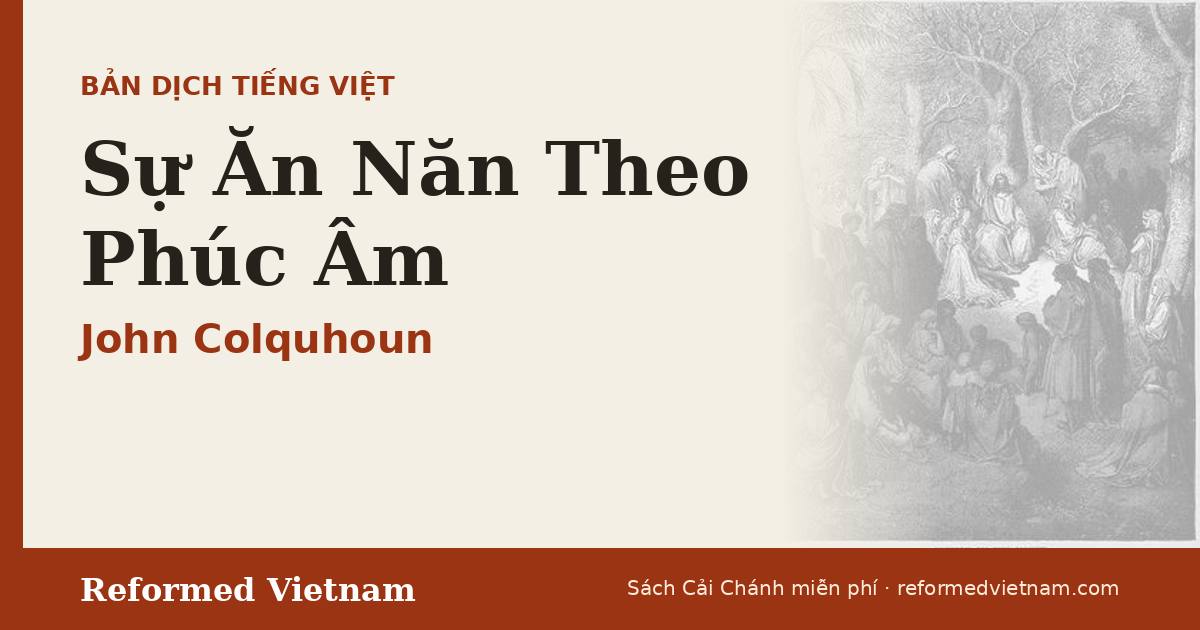 BẢN DỊCH TIẾNG VIỆT
Sự Ăn Năn Theo
Phúc Âm
John Colquhoun
Reformed Vietnam
Sách Cải Chánh miễn phí · reformedvietnam.com